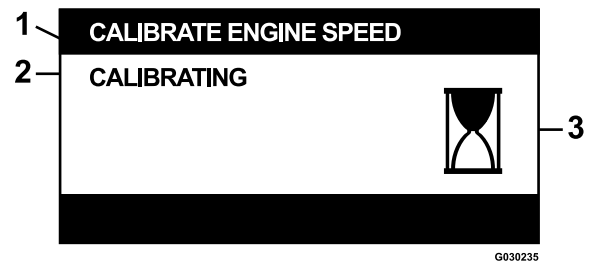 1
CALIBRATE ENGINE SPEED
2
CALIBRATING
3
G030235